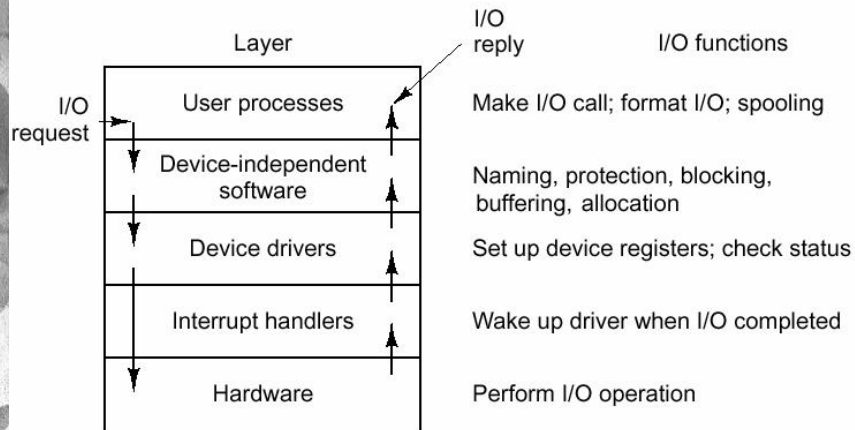 Layer
I/O
reply
I/O functions
I/O
request
User processes
Make I/O call; format I/O; spooling
Device-independent
software
Naming, protection, blocking,
buffering, allocation
Device drivers
Set up device registers; check status
Interrupt handlers
Wake up driver when I/O completed
Hardware
Perform I/O operation